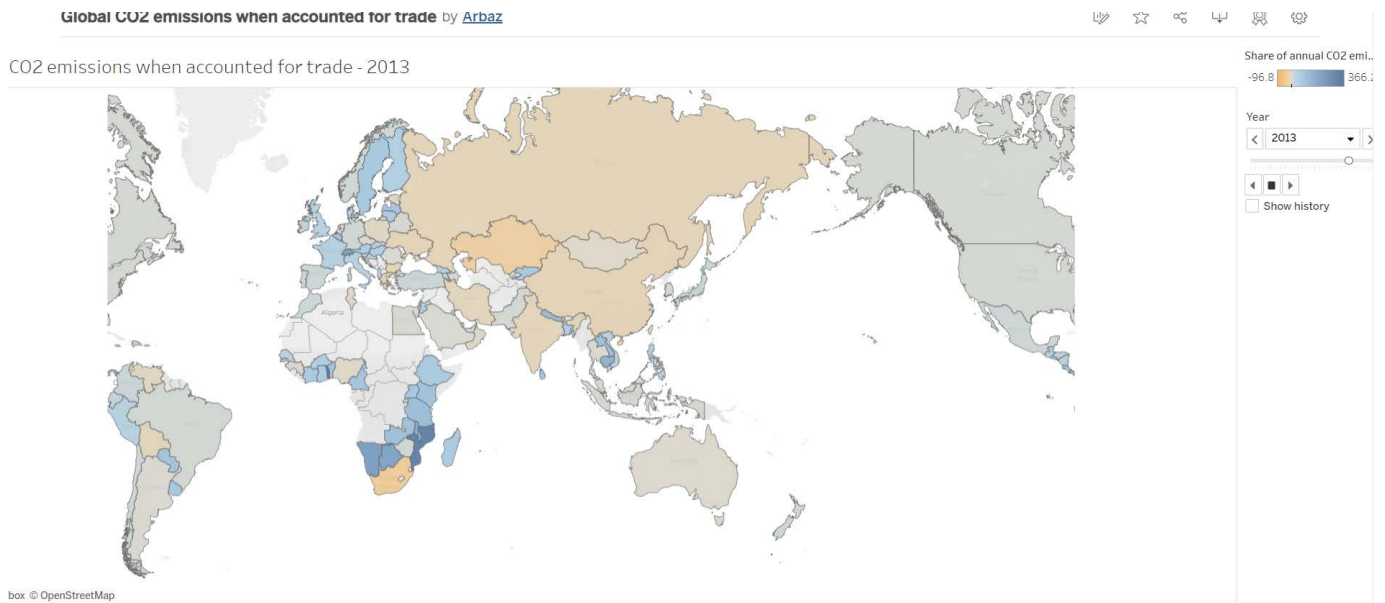 Global CO2 emissions when accounted for trade by Arbaz
CO2 emissions when accounted for trade - 2013
Share of annual CO2 emi..
-96.8 366.
Year
2013
Show history
Algeria
box © OpenStreetMap